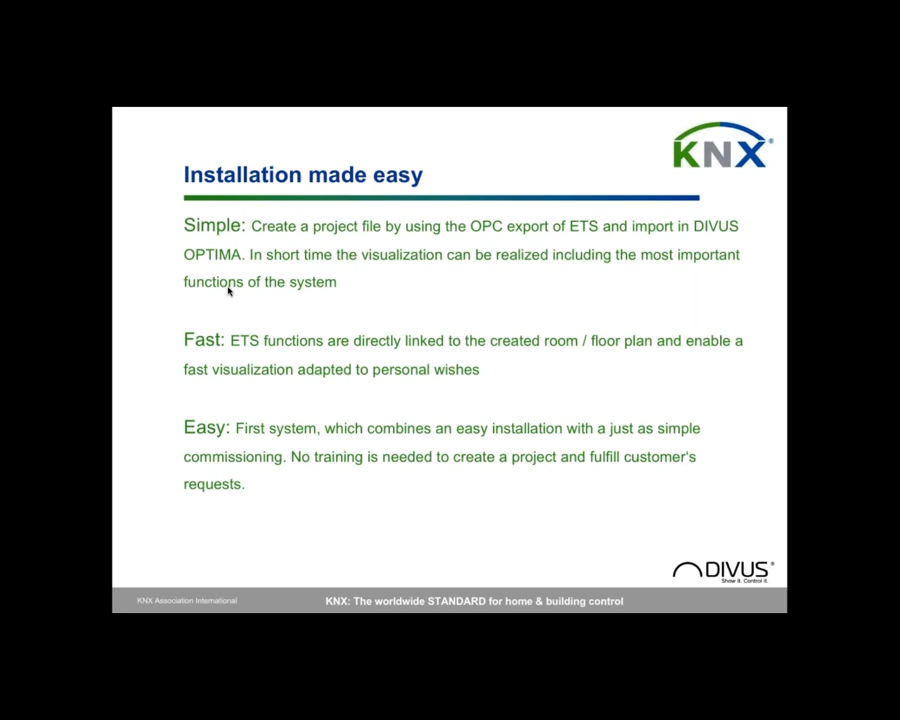 KNX®
Installation made easy
Simple: Create a project file by using the OPC export of ETS and import in DIVUS
OPTIMA. In short time the visualization can be realized including the most important
functions of the system
Fast: ETS functions are directly linked to the created room / floor plan and enable a
fast visualization adapted to personal wishes
Easy: First system, which combines an easy installation with a just as simple
commissioning. No training is needed to create a project and fulfill customer's
requests.
DIVUS®
Show it. Control it.
KNX Association International
KNX: The worldwide STANDARD for home & building control